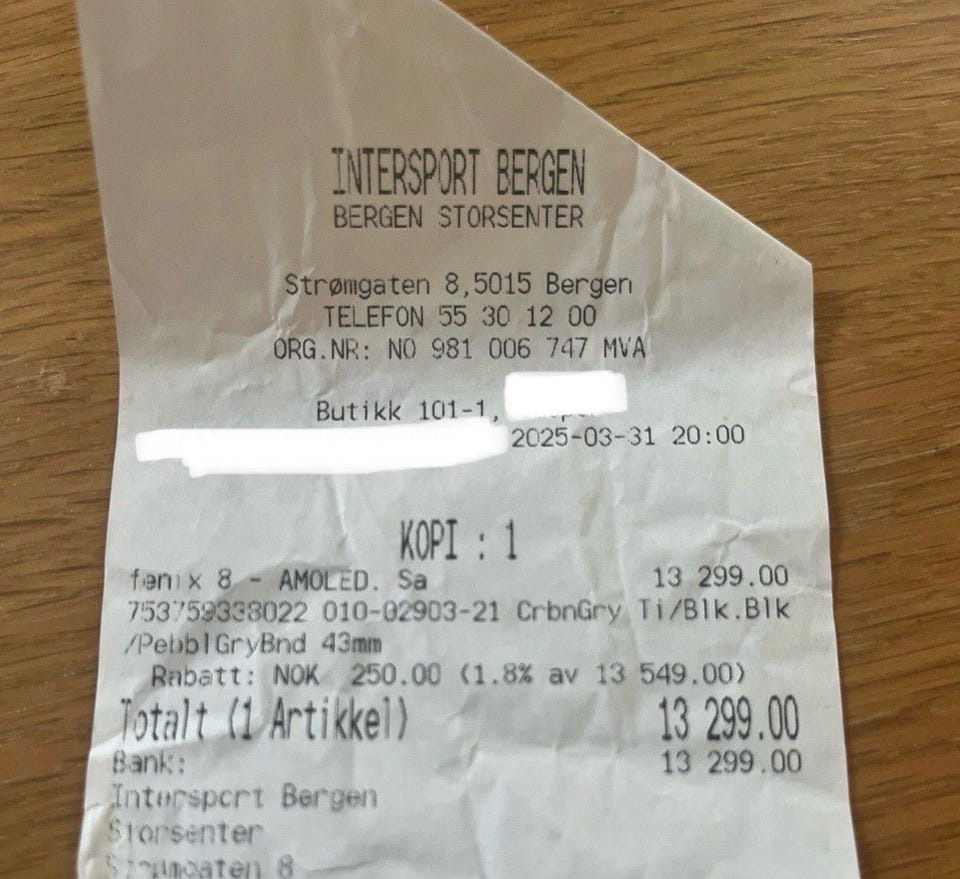 INTERSPORT BERGEN
BERGEN STORSENTER
Strømgaten 8,5015 Bergen
TELEFON 55 30 12 00
ORG.NR: NO 981 006 747 MVA
Butikk 101-1,
2025-03-31 20:00
KOPI : 1
fenix 8 - AMOLED. Sa 13 299.00
753759338022 010-02903-21 CrbnGry Ti/Blk.Blk
/PebblGryBnd 43mm
Rabatt: NOK 250.00 (1.8% av 13 549.00)
Totalt (1 Artikkel) 13 299.00
Bank: 13 299.00
Intersport Bergen
Storsenter
Strømgaten 8